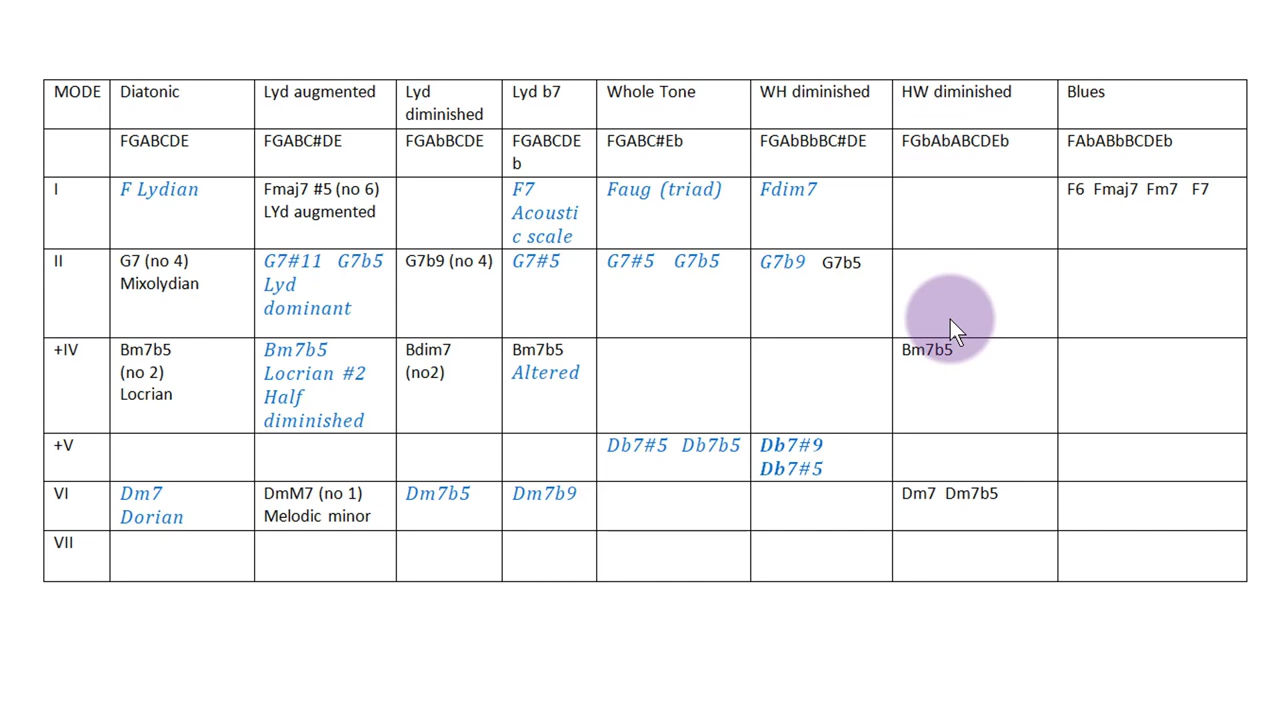 MODE Diatonic Lyd augmented Lyd WH diminished HW diminished Blues
diminished Lyd b7 Whole Tone
FGABCDE FGABC#DE FGAbBCDE FGABCDE FGABC#Eb FGAbBbBC#DE FGbAbABCDEb FAbABbBCDEb
b
I F Lydian Fmaj7 #5 (no 6) F7 Faug (triad) Fdim7 F6 Fmaj7 Fm7 F7
LYd augmented Acousti
c scale
II G7 (no 4) G7#11 G7b5 G7b9 (no 4) G7#5 G7#5 G7b5 G7b9 G7b5
Mixolydian Lyd
dominant
+IV Bm7b5 Bm7b5 Bdim7 Bm7b5 Bm7b5
(no 2) Locrian #2 (no2) Altered
Locrian Half
diminished
+V Db7#5 Db7b5 Db7#9
Db7#5
VI Dm7 DmM7 (no 1) Dm7b5 Dm7b9 Dm7 Dm7b5
Dorian Melodic minor
VII